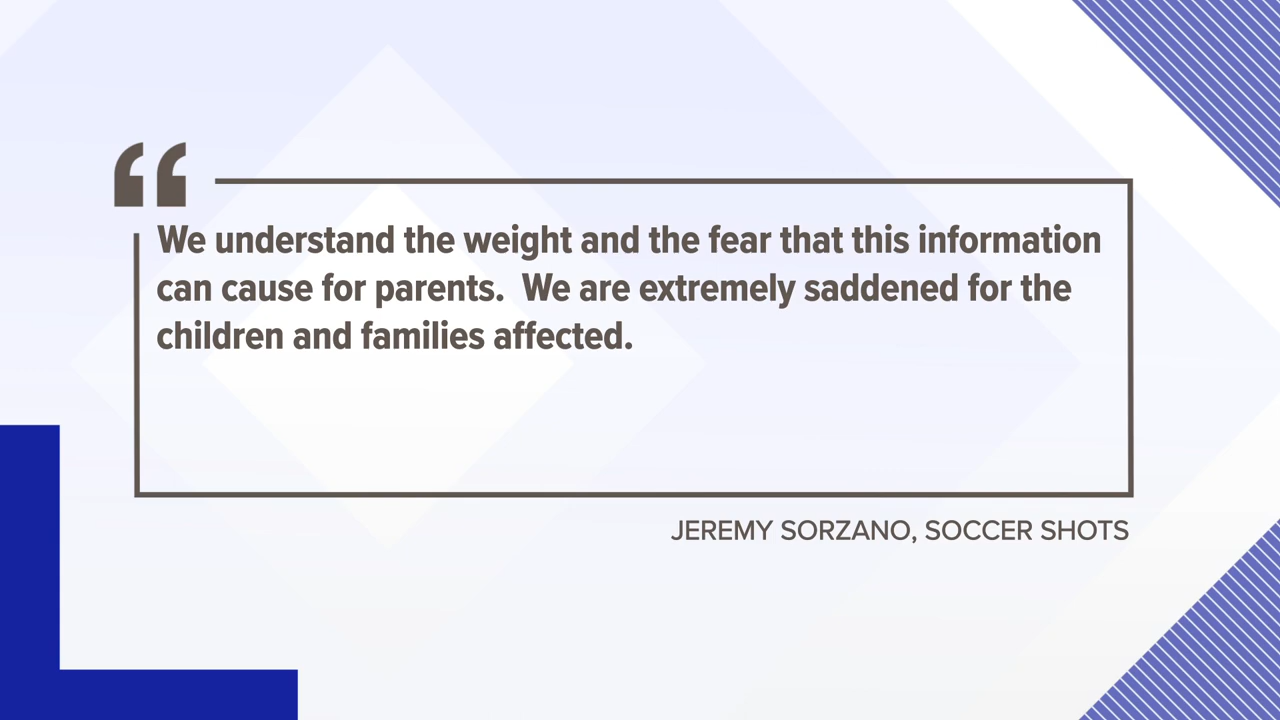 “
We understand the weight and the fear that this information
can cause for parents.  We are extremely saddened for the
children and families affected.
JEREMY SORZANO, SOCCER SHOTS